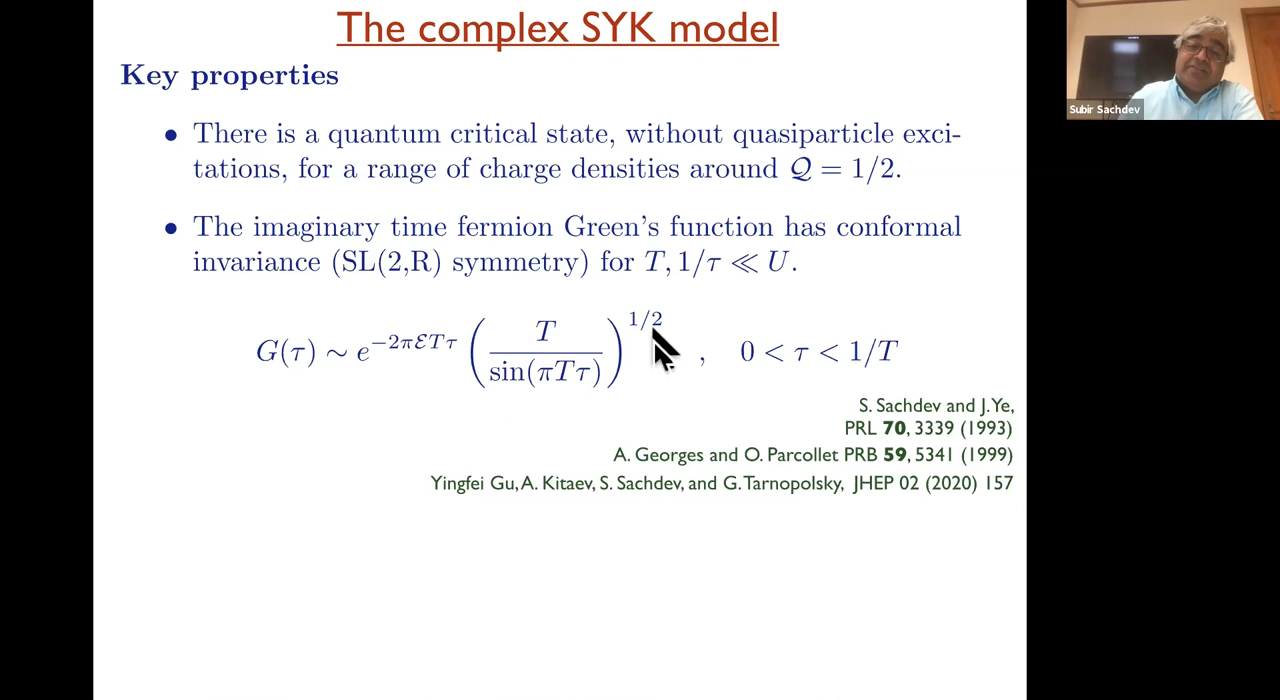 The complex SYK model
Key properties
• There is a quantum critical state, without quasiparticle exci-
tations, for a range of charge densities around 𝒬 = 1/2.
• The imaginary time fermion Green's function has conformal
invariance (SL(2,R) symmetry) for T, 1/τ ≪ U.
G(τ) ∼ e^{−2πℰTτ} (T / sin(πTτ))^{1/2} , 0 < τ < 1/T
S. Sachdev and J. Ye,
PRL 70, 3339 (1993)
A. Georges and O. Parcollet PRB 59, 5341 (1999)
Yingfei Gu, A. Kitaev, S. Sachdev, and G. Tarnopolsky, JHEP 02 (2020) 157
Subir Sachdev